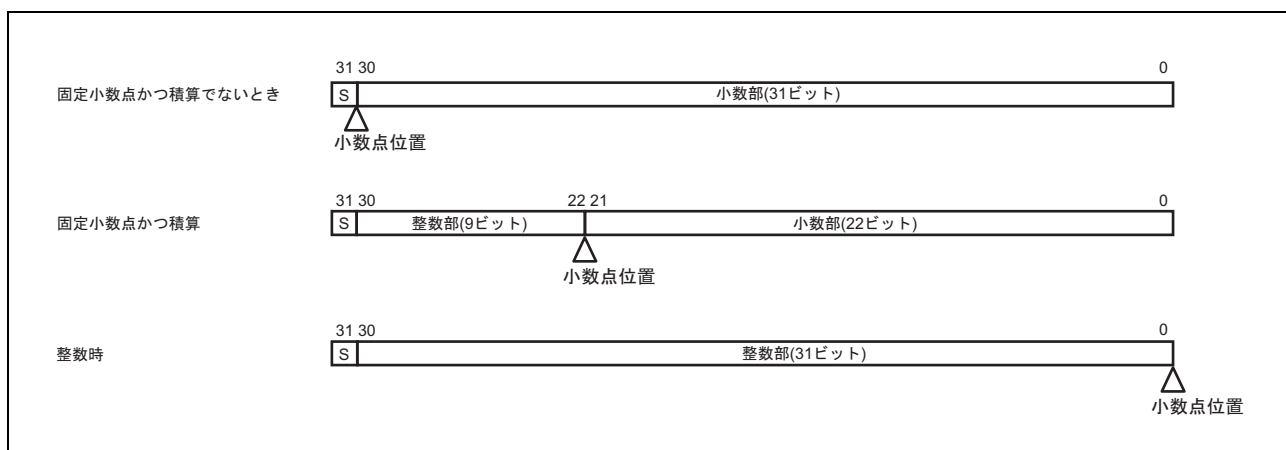 31 30 0
固定小数点かつ積算でないとき S 小数部(31ビット)
小数点位置
31 30 22 21 0
固定小数点かつ積算 S 整数部(9ビット) 小数部(22ビット)
小数点位置
31 30 0
整数時 S 整数部(31ビット)
小数点位置